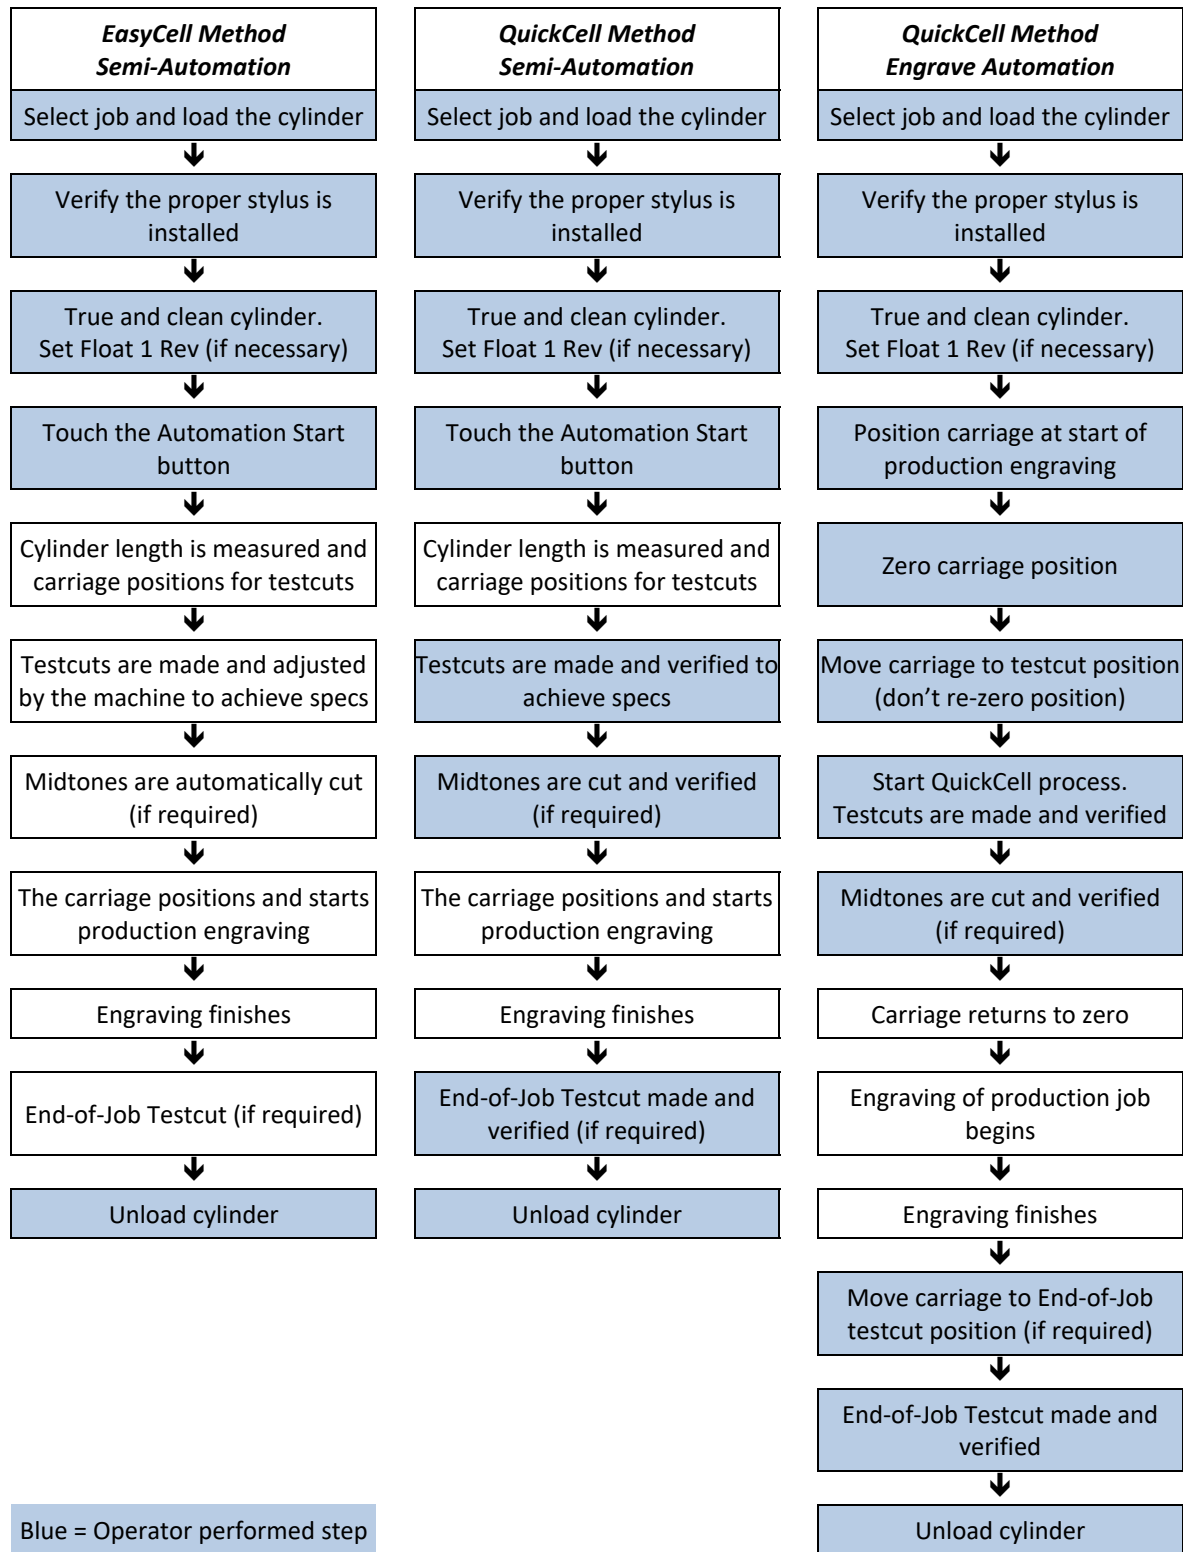 EasyCell Method
Semi-Automation
Select job and load the cylinder
Verify the proper stylus is
installed
True and clean cylinder.
Set Float 1 Rev (if necessary)
Touch the Automation Start
button
Cylinder length is measured and
carriage positions for testcuts
Testcuts are made and adjusted
by the machine to achieve specs
Midtones are automatically cut
(if required)
The carriage positions and starts
production engraving
Engraving finishes
End-of-Job Testcut (if required)
Unload cylinder
Blue = Operator performed step
QuickCell Method
Semi-Automation
Select job and load the cylinder
Verify the proper stylus is
installed
True and clean cylinder.
Set Float 1 Rev (if necessary)
Touch the Automation Start
button
Cylinder length is measured and
carriage positions for testcuts
Testcuts are made and verified to
achieve specs
Midtones are cut and verified
(if required)
The carriage positions and starts
production engraving
Engraving finishes
End-of-Job Testcut made and
verified (if required)
Unload cylinder
QuickCell Method
Engrave Automation
Select job and load the cylinder
Verify the proper stylus is
installed
True and clean cylinder.
Set Float 1 Rev (if necessary)
Position carriage at start of
production engraving
Zero carriage position
Move carriage to testcut position
(don’t re-zero position)
Start QuickCell process.
Testcuts are made and verified
Midtones are cut and verified
(if required)
Carriage returns to zero
Engraving of production job
begins
Engraving finishes
Move carriage to End-of-Job
testcut position (if required)
End-of-Job Testcut made and
verified
Unload cylinder